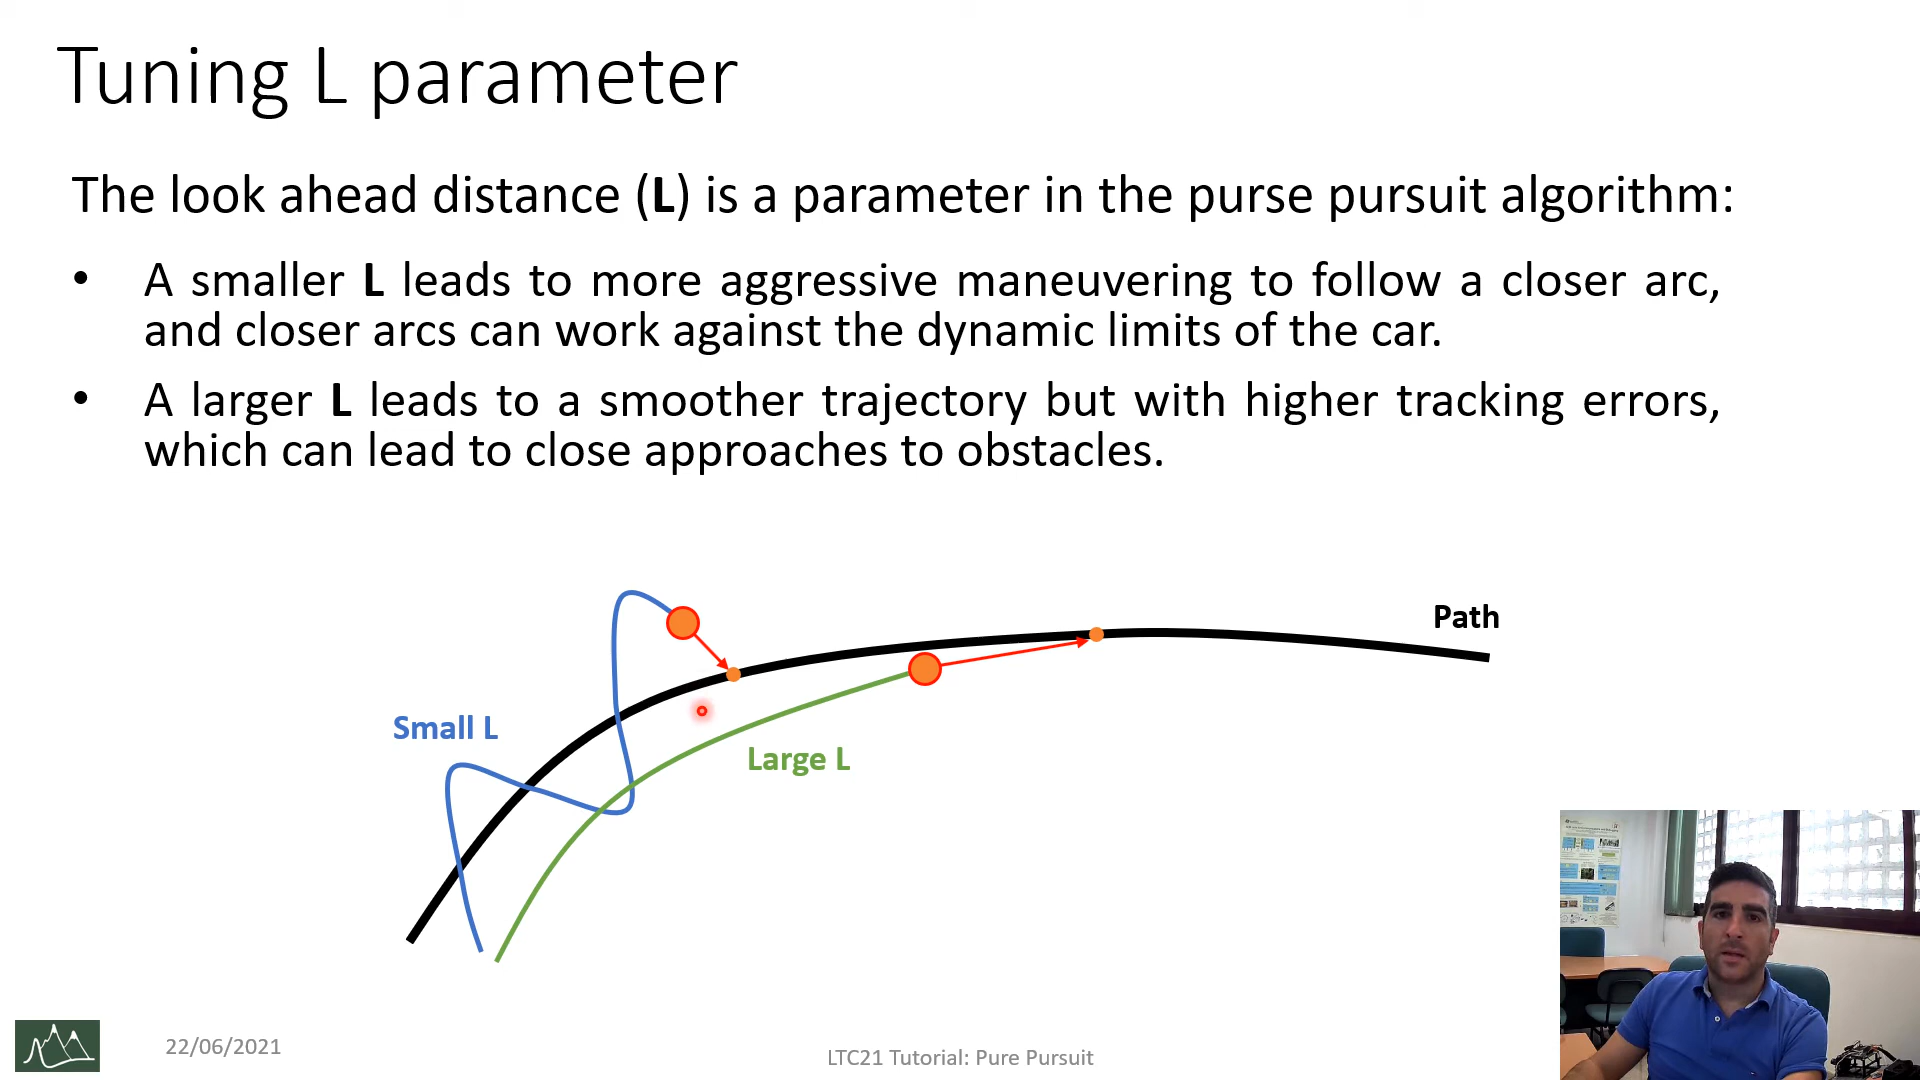 Tuning L parameter
The look ahead distance (L) is a parameter in the purse pursuit algorithm:
• A smaller L leads to more aggressive maneuvering to follow a closer arc,
and closer arcs can work against the dynamic limits of the car.
• A larger L leads to a smoother trajectory but with higher tracking errors,
which can lead to close approaches to obstacles.
Path
Small L
Large L
22/06/2021
LTC21 Tutorial: Pure Pursuit